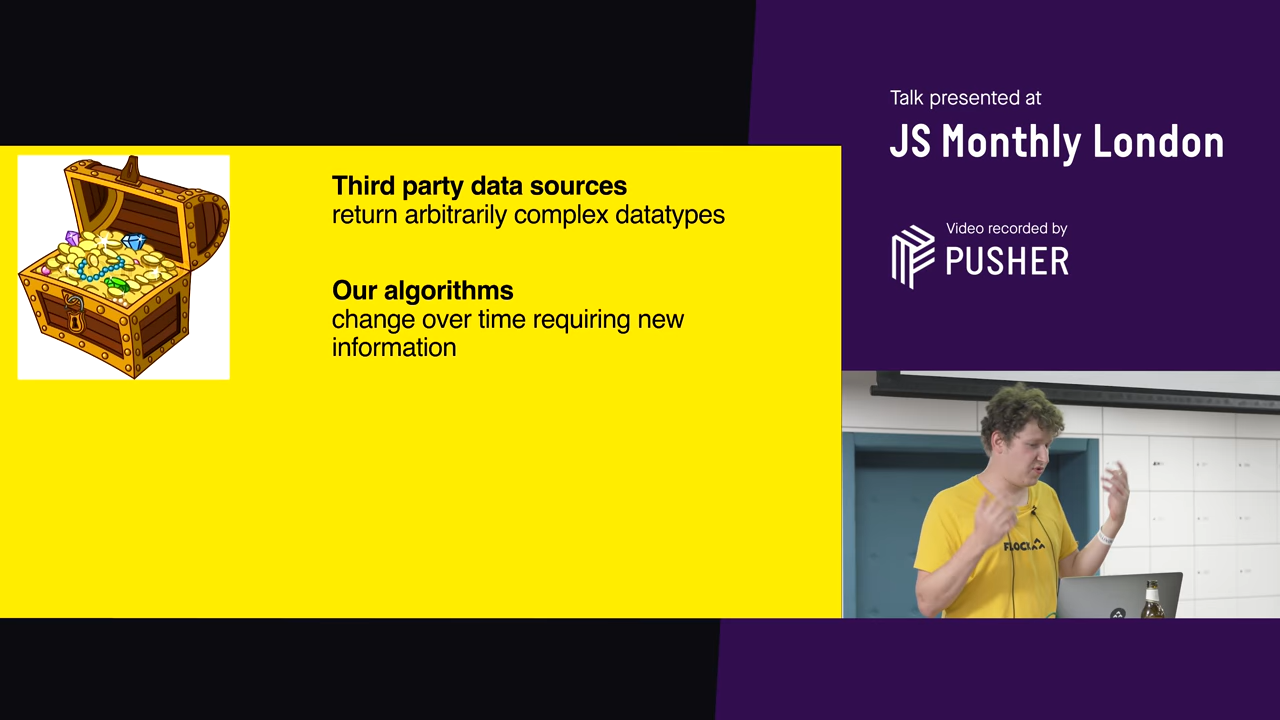 Third party data sources
return arbitrarily complex datatypes
Our algorithms
change over time requiring new
information
Talk presented at
JS Monthly London
Video recorded by
PUSHER